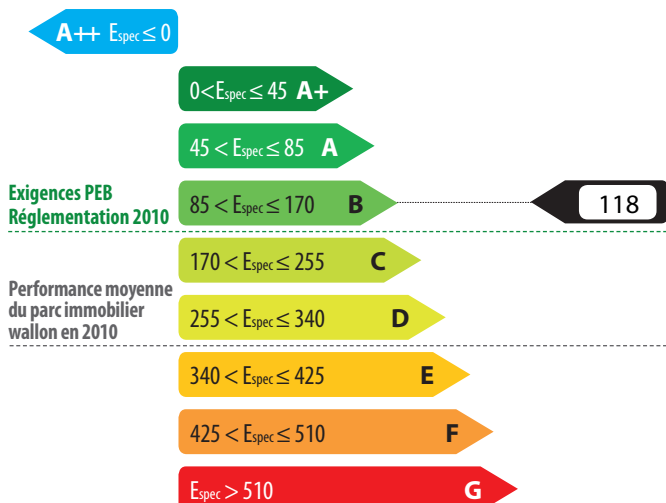 A++ Espec ≤ 0
0<Espec ≤ 45 A+
45 < Espec ≤ 85 A
Exigences PEB
Réglementation 2010
85 < Espec ≤ 170 B
118
170 < Espec ≤ 255 C
Performance moyenne
du parc immobilier
wallon en 2010
255 < Espec ≤ 340 D
340 < Espec ≤ 425 E
425 < Espec ≤ 510 F
Espec > 510 G